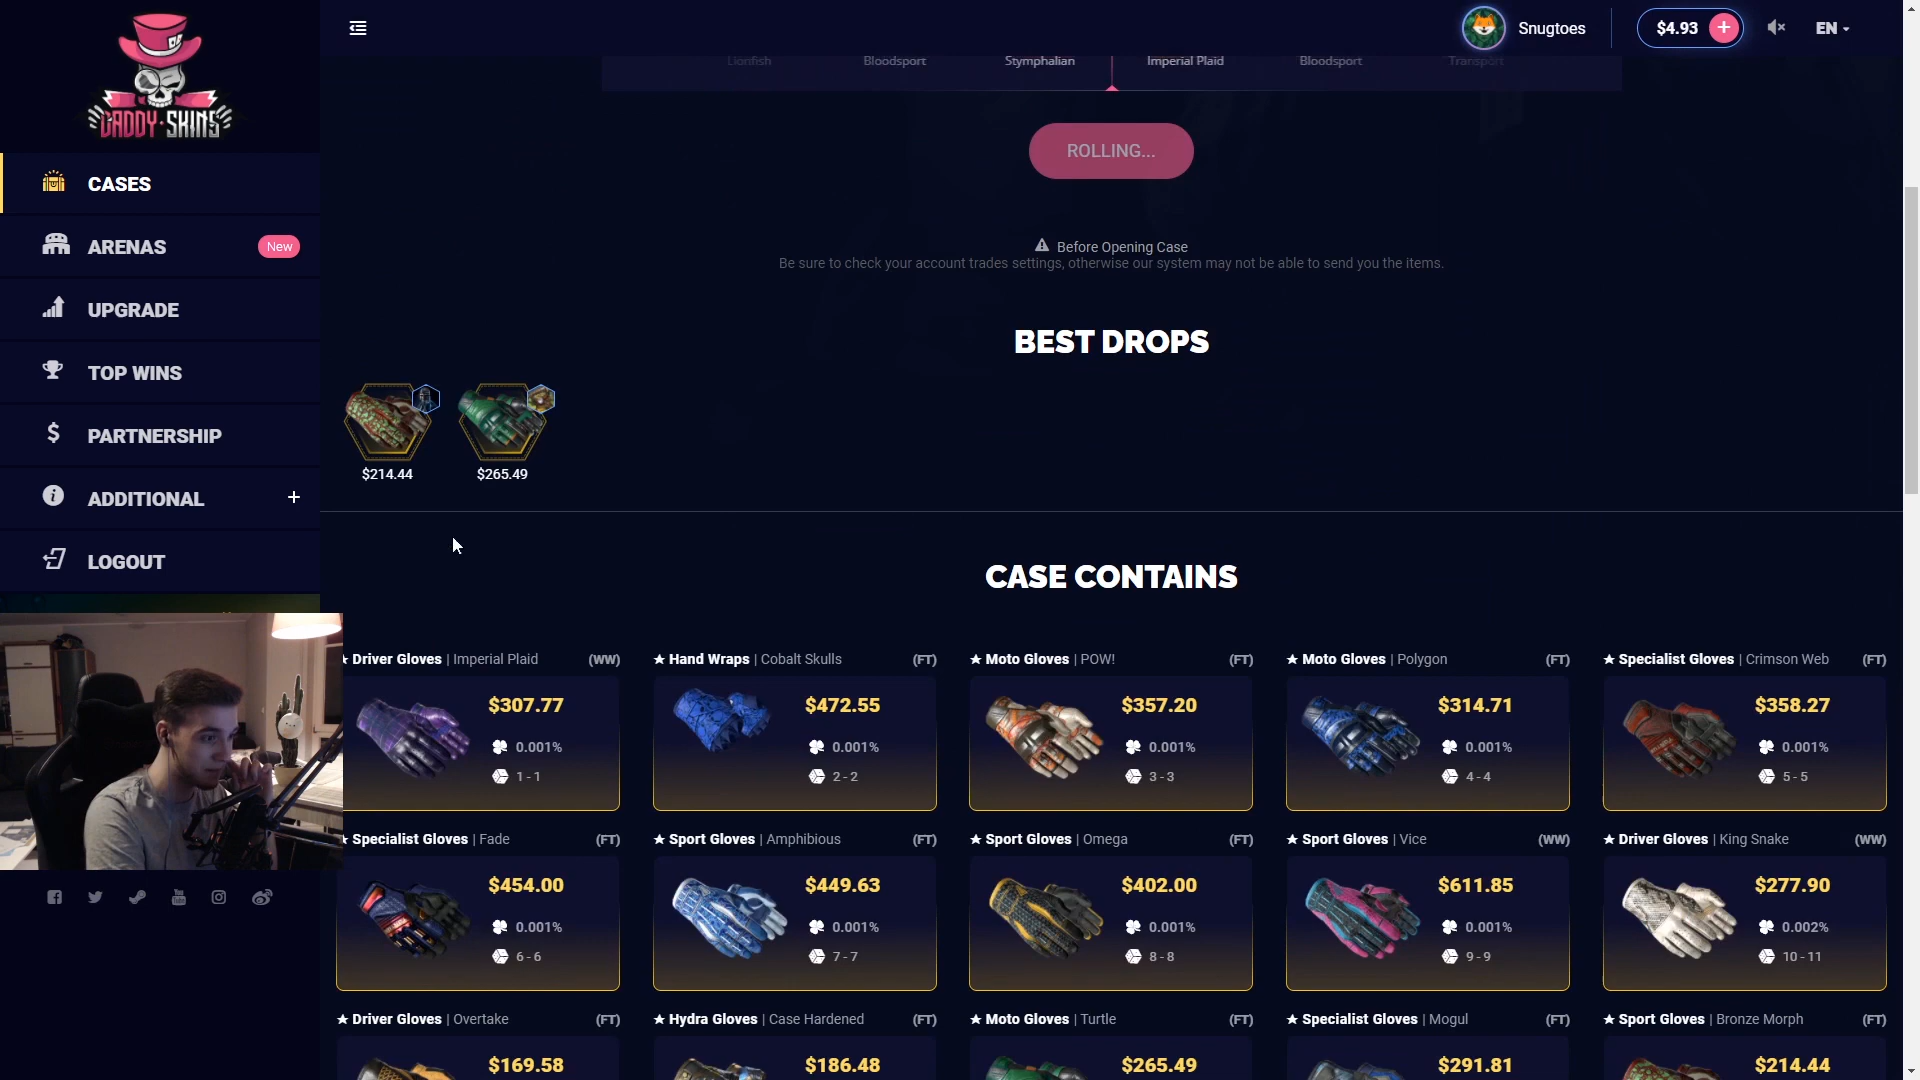 Snugtoes
$4.93
EN
Lionfish
Bloodsport
Stymphalian
Imperial Plaid
Bloodsport
Transport
DADDY SKINS
ROLLING...
CASES
ARENAS
New
UPGRADE
TOP WINS
PARTNERSHIP
ADDITIONAL
LOGOUT
Before Opening Case
Be sure to check your account trades settings, otherwise our system may not be able to send you the items.
BEST DROPS
$214.44
$265.49
CASE CONTAINS
★ Driver Gloves | Imperial Plaid (WW)
$307.77
0.001%
1 - 1
★ Hand Wraps | Cobalt Skulls (FT)
$472.55
0.001%
2 - 2
★ Moto Gloves | POW! (FT)
$357.20
0.001%
3 - 3
★ Moto Gloves | Polygon (FT)
$314.71
0.001%
4 - 4
★ Specialist Gloves | Crimson Web (FT)
$358.27
0.001%
5 - 5
★ Specialist Gloves | Fade (FT)
$454.00
0.001%
6 - 6
★ Sport Gloves | Amphibious (FT)
$449.63
0.001%
7 - 7
★ Sport Gloves | Omega (FT)
$402.00
0.001%
8 - 8
★ Sport Gloves | Vice (WW)
$611.85
0.001%
9 - 9
★ Driver Gloves | King Snake (WW)
$277.90
0.002%
10 - 11
★ Driver Gloves | Overtake (FT)
$169.58
★ Hydra Gloves | Case Hardened (FT)
$186.48
★ Moto Gloves | Turtle (FT)
$265.49
★ Specialist Gloves | Mogul (FT)
$291.81
★ Sport Gloves | Bronze Morph (FT)
$214.44